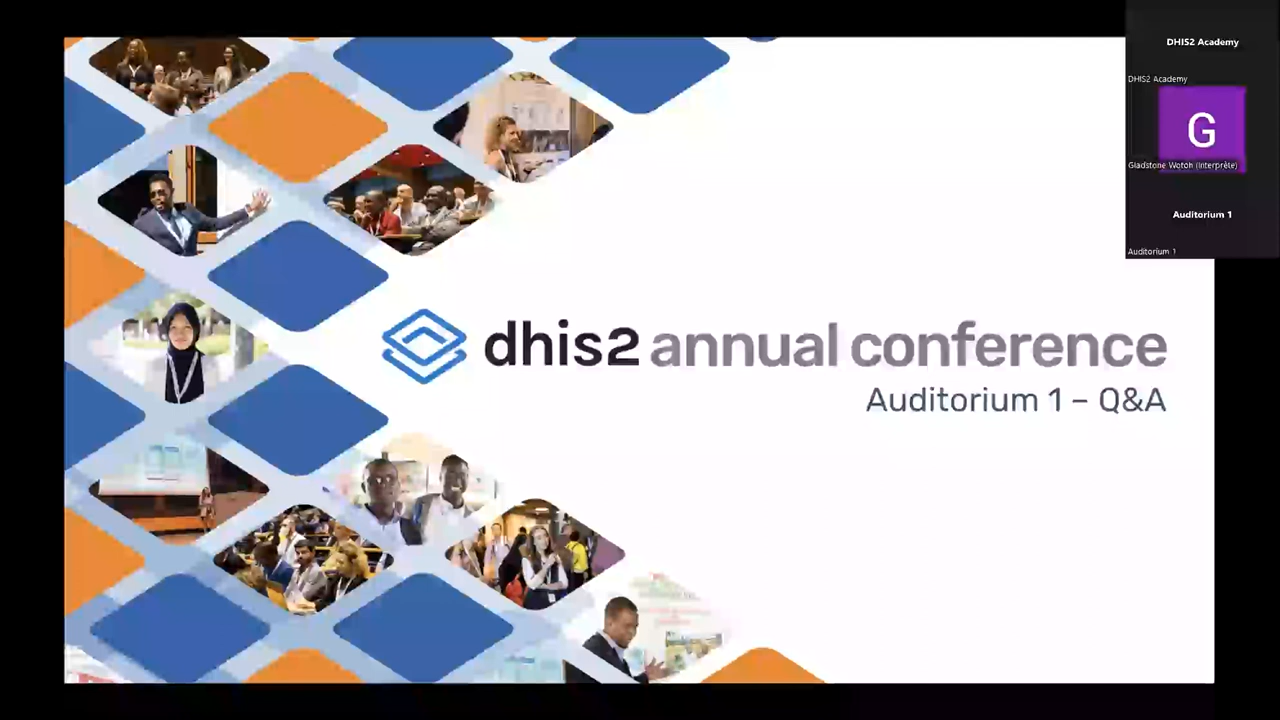 dhis2 annual conference
Auditorium 1 – Q&A
DHIS2 Academy
DHIS2 Academy
G
Gladstone Wotoh (Interprète)
Auditorium 1
Auditorium 1